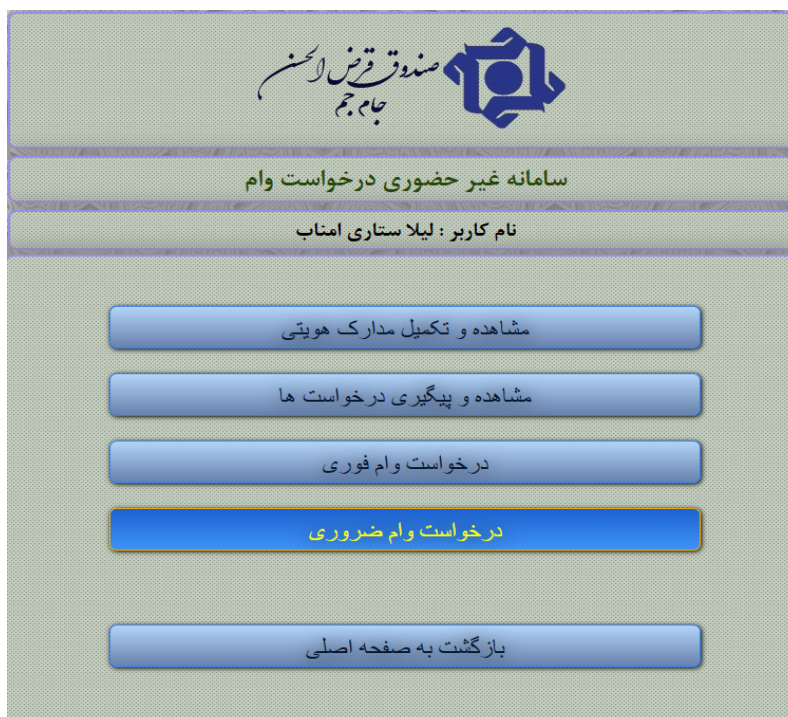 صندوق قرض الحسن
جام جم
سامانه غیر حضوری درخواست وام
نام کاربر : لیلا ستاری امناب
مشاهده و تکمیل مدارک هویتی
مشاهده و پیگیری درخواست ها
درخواست وام فوری
درخواست وام ضروری
بازگشت به صفحه اصلی